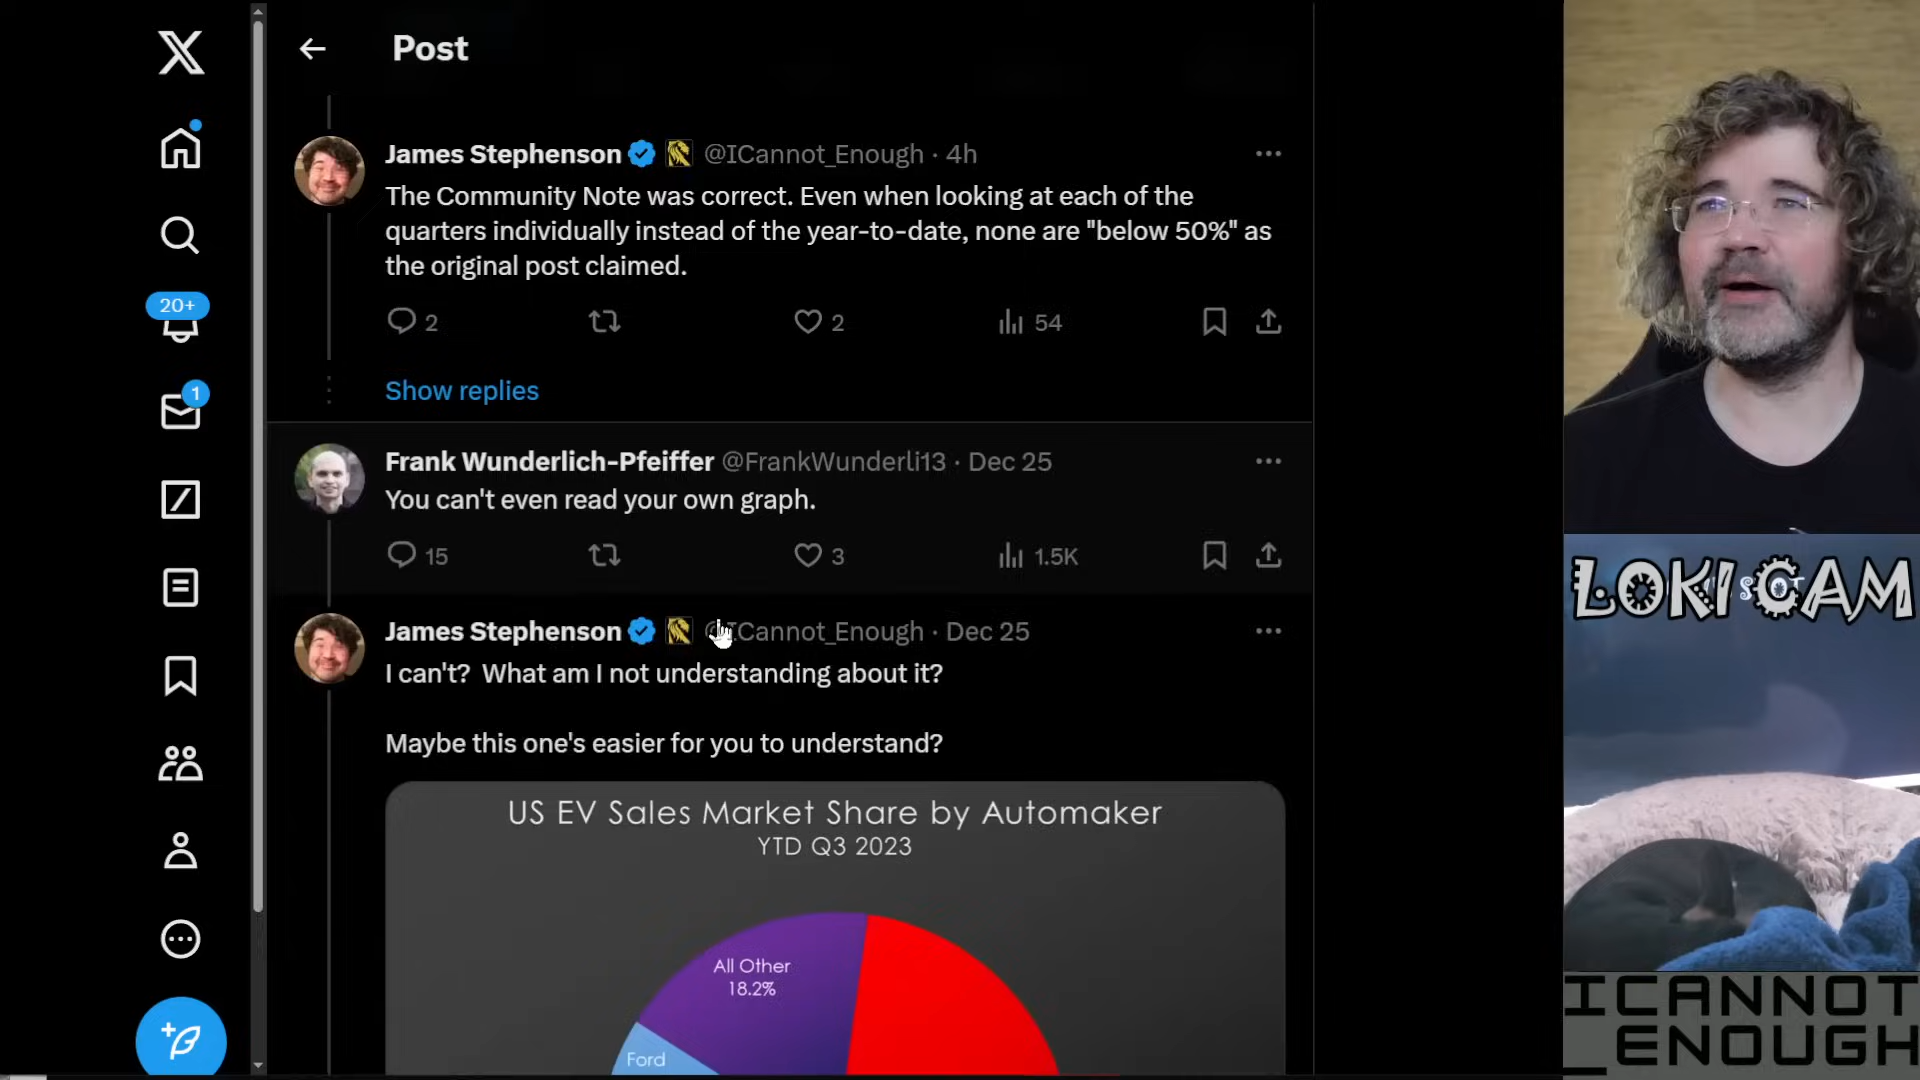 Post
James Stephenson @ICannot_Enough · 4h
The Community Note was correct. Even when looking at each of the
quarters individually instead of the year-to-date, none are "below 50%" as
the original post claimed.
2
2
54
Show replies
20+
1
Frank Wunderlich-Pfeiffer @FrankWunderli13 · Dec 25
You can't even read your own graph.
15
3
1.5K
James Stephenson @ICannot_Enough · Dec 25
I can't? What am I not understanding about it?
Maybe this one's easier for you to understand?
US EV Sales Market Share by Automaker
YTD Q3 2023
All Other
18.2%
Ford
LOKI CAM
ICANNOT
_ENOUGH